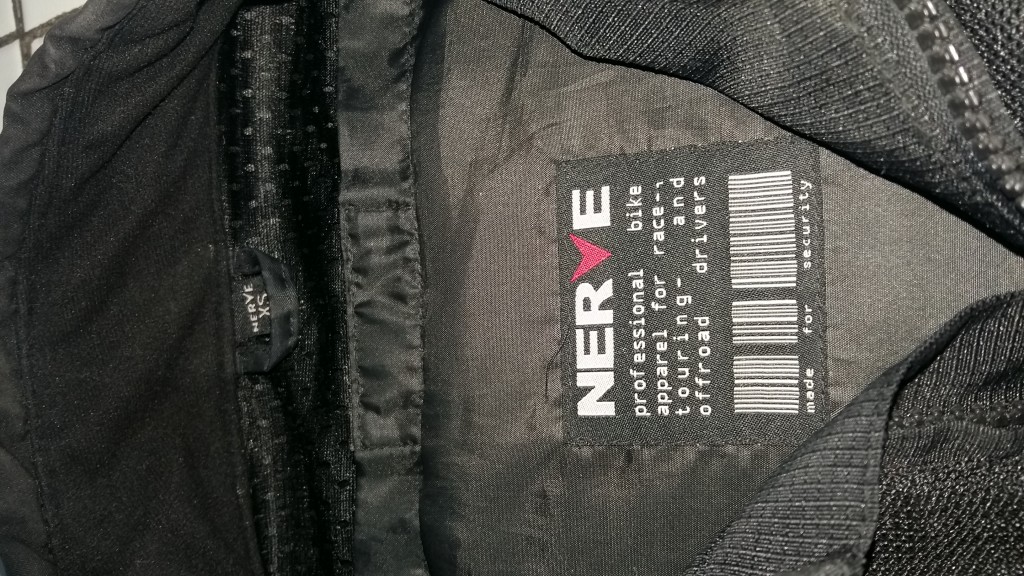 NERVE
professional bike
apparel for race-,
touring- and
offroad drivers
made for security
NERVE
XS